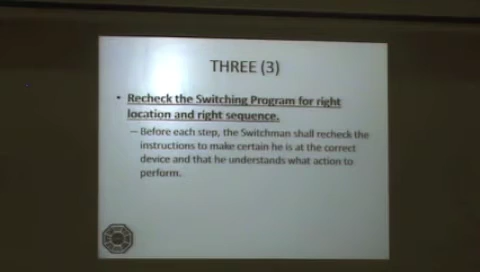 THREE (3)
• Recheck the Switching Program for right
location and right sequence.
– Before each step, the Switchman shall recheck the
instructions to make certain he is at the correct
device and that he understands what action to
perform.